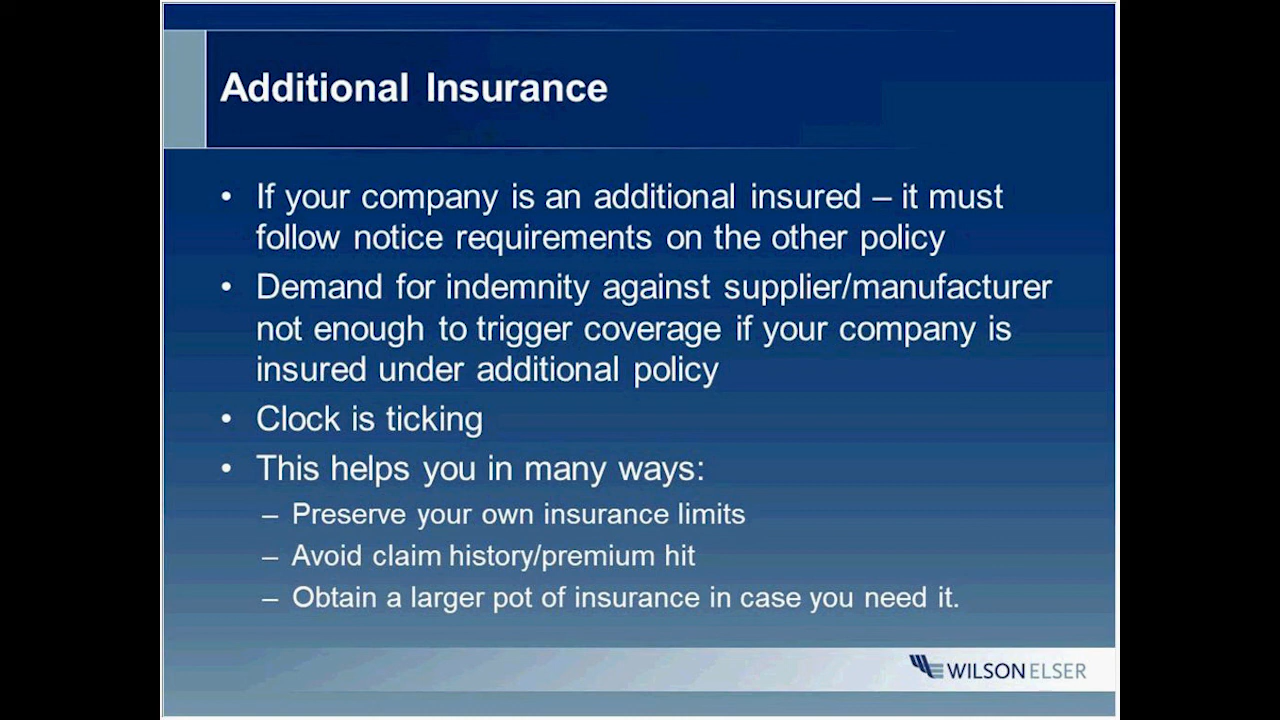 Additional Insurance
• If your company is an additional insured – it must
follow notice requirements on the other policy
• Demand for indemnity against supplier/manufacturer
not enough to trigger coverage if your company is
insured under additional policy
• Clock is ticking
• This helps you in many ways:
– Preserve your own insurance limits
– Avoid claim history/premium hit
– Obtain a larger pot of insurance in case you need it.
WILSON ELSER